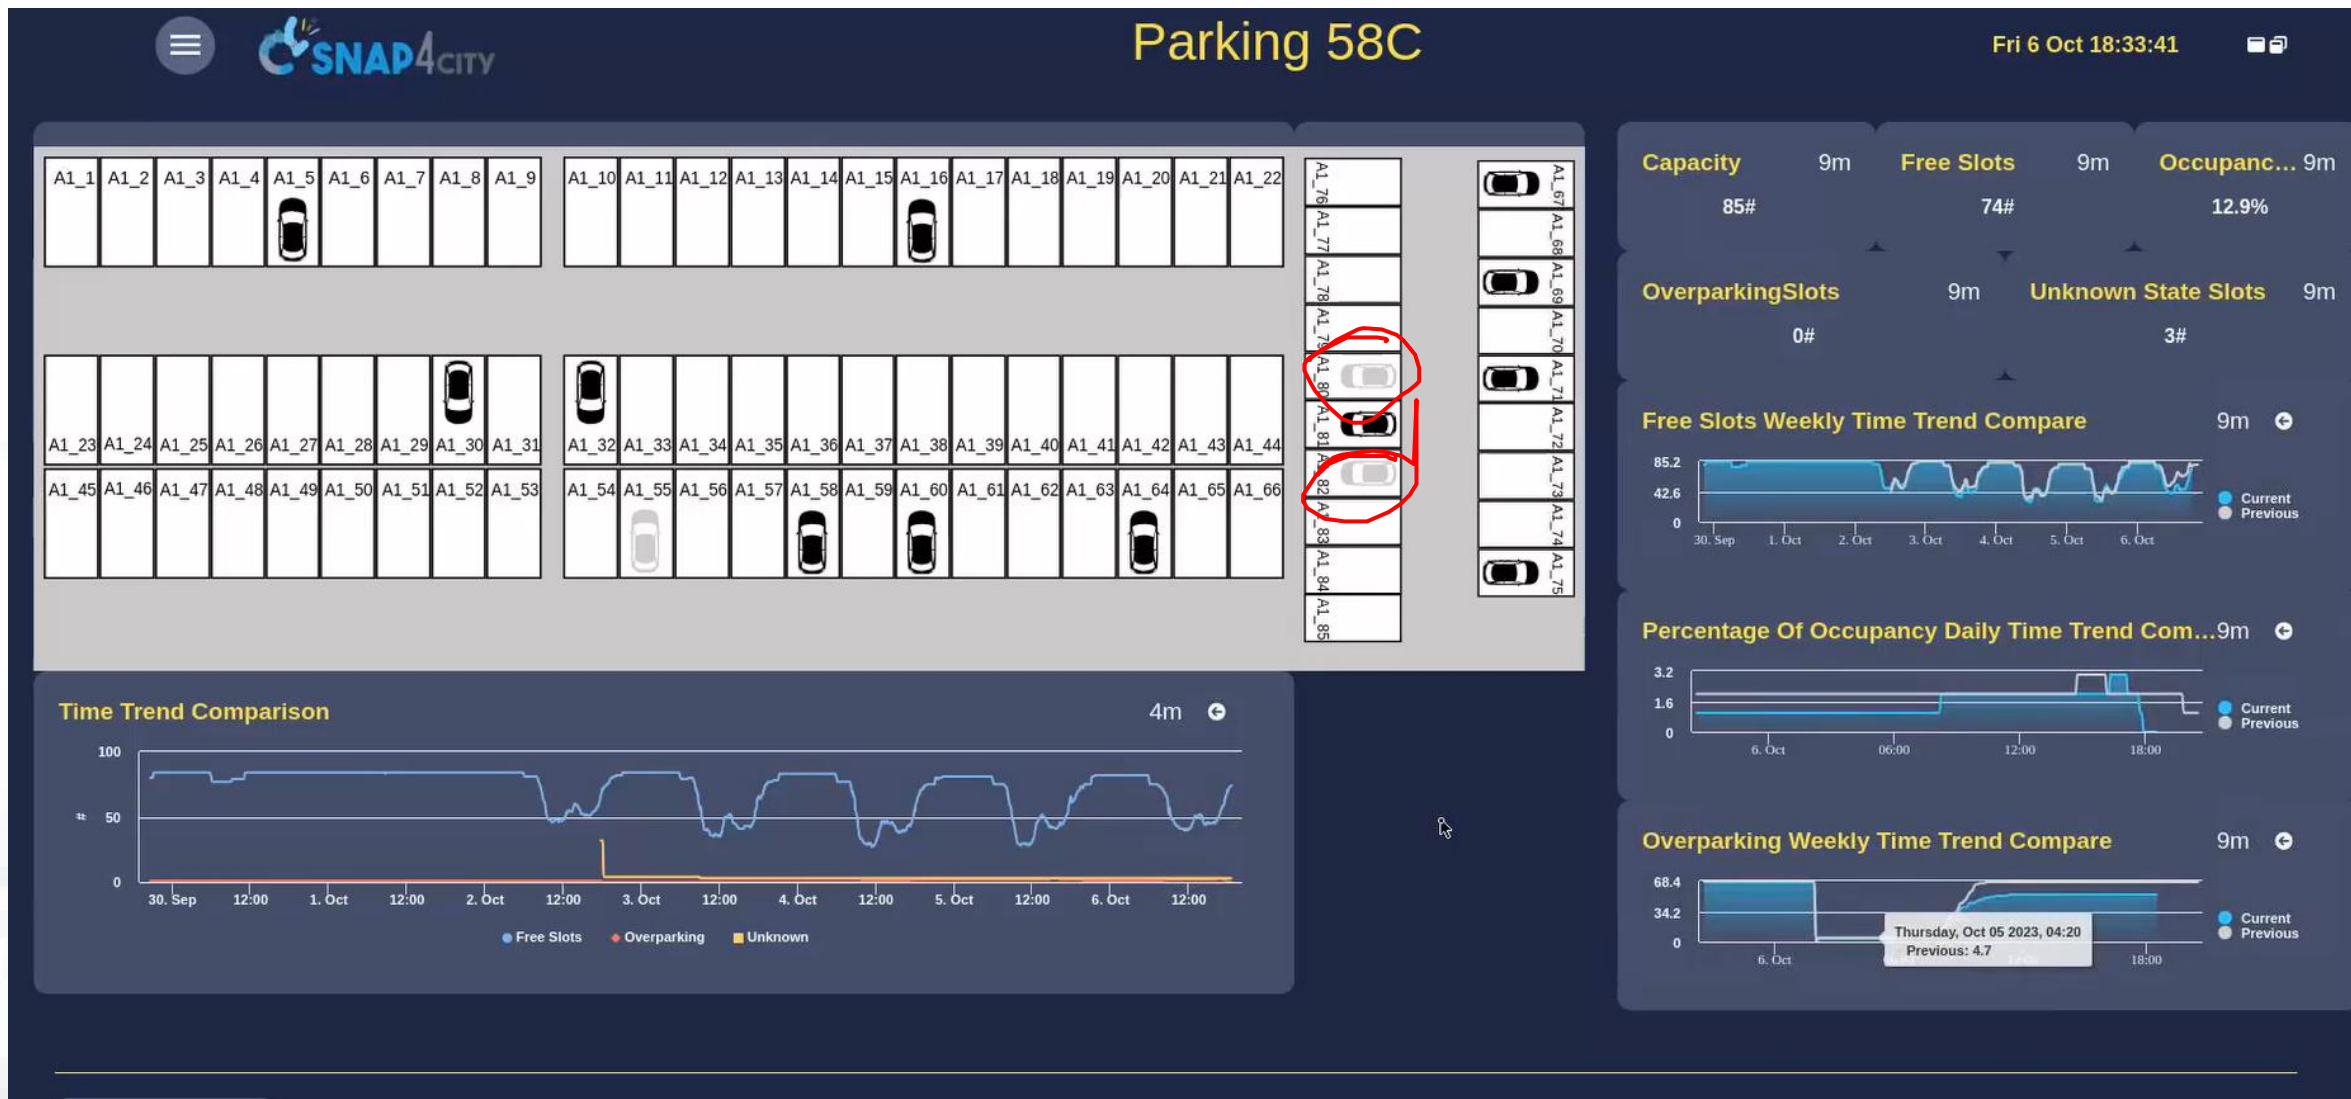 SNAP4CITY
Parking 58C
Fri 6 Oct 18:33:41
A1_1 A1_2 A1_3 A1_4 A1_5 A1_6 A1_7 A1_8 A1_9 A1_10 A1_11 A1_12 A1_13 A1_14 A1_15 A1_16 A1_17 A1_18 A1_19 A1_20 A1_21 A1_22
A1_23 A1_24 A1_25 A1_26 A1_27 A1_28 A1_29 A1_30 A1_31 A1_32 A1_33 A1_34 A1_35 A1_36 A1_37 A1_38 A1_39 A1_40 A1_41 A1_42 A1_43 A1_44
A1_45 A1_46 A1_47 A1_48 A1_49 A1_50 A1_51 A1_52 A1_53 A1_54 A1_55 A1_56 A1_57 A1_58 A1_59 A1_60 A1_61 A1_62 A1_63 A1_64 A1_65 A1_66
A1_76
A1_77
A1_78
A1_79
A1_80
A1_81
A1_82
A1_83
A1_84
A1_85
A1_67
A1_68
A1_69
A1_70
A1_71
A1_72
A1_73
A1_74
A1_75
Capacity 9m
85#
Free Slots 9m
74#
Occupanc... 9m
12.9%
OverparkingSlots 9m
0#
Unknown State Slots 9m
3#
Free Slots Weekly Time Trend Compare 9m
85.2
42.6
0
30. Sep 1. Oct 2. Oct 3. Oct 4. Oct 5. Oct 6. Oct
Current
Previous
Percentage Of Occupancy Daily Time Trend Com... 9m
3.2
1.6
0
6. Oct 06:00 12:00 18:00
Current
Previous
Time Trend Comparison 4m
100
50
0
#
30. Sep 12:00 1. Oct 12:00 2. Oct 12:00 3. Oct 12:00 4. Oct 12:00 5. Oct 12:00 6. Oct 12:00
Free Slots Overparking Unknown
Overparking Weekly Time Trend Compare 9m
68.4
34.2
0
6. Oct 18:00
Thursday, Oct 05 2023, 04:20
Previous: 4.7
Current
Previous